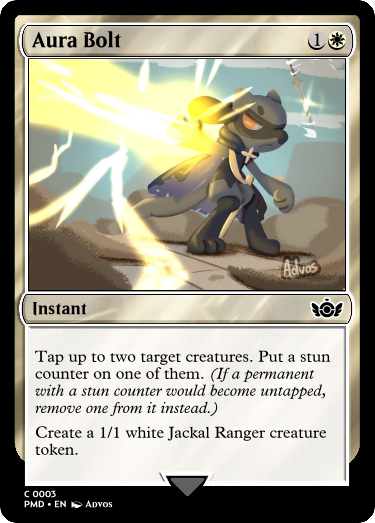 Aura Bolt 1
Advos
Instant
Tap up to two target creatures. Put a stun
counter on one of them. (If a permanent
with a stun counter would become untapped,
remove one from it instead.)
Create a 1/1 white Jackal Ranger creature
token.
C 0003
PMD • EN Advos